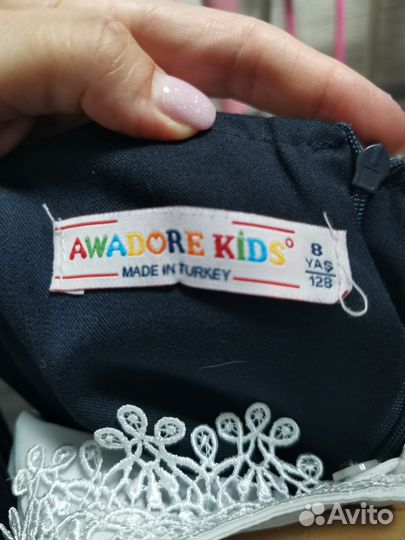 AWADORE KiDS°
MADE IN TURKEY
8
YAŞ
128
Avito